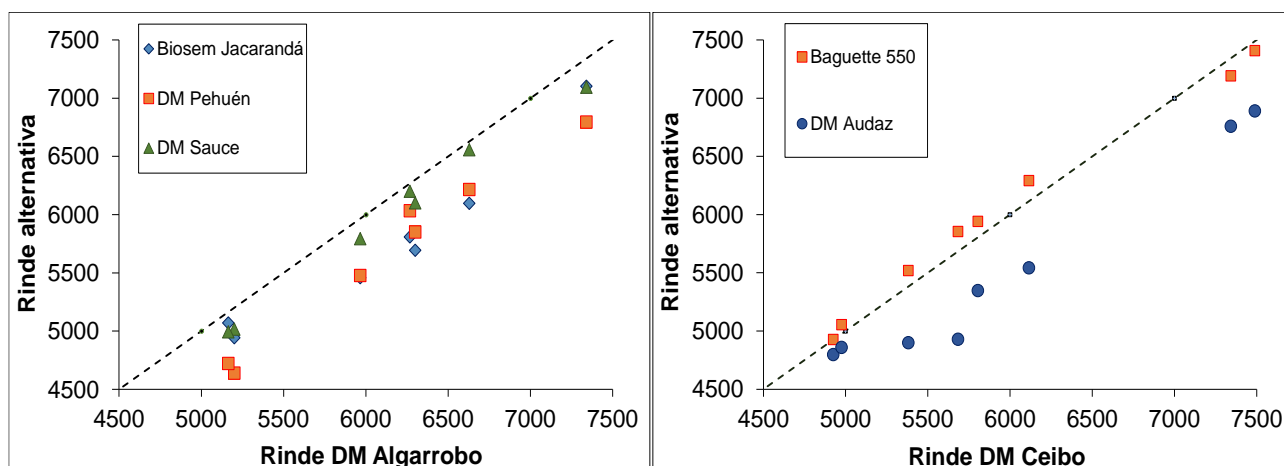 Rinde alternativa
7500
7000
6500
6000
5500
5000
4500
Biosem Jacarandá
DM Pehuén
DM Sauce
4500 5000 5500 6000 6500 7000 7500
Rinde DM Algarrobo
Rinde alternativa
7500
7000
6500
6000
5500
5000
4500
Baguette 550
DM Audaz
4500 5000 5500 6000 6500 7000 7500
Rinde DM Ceibo